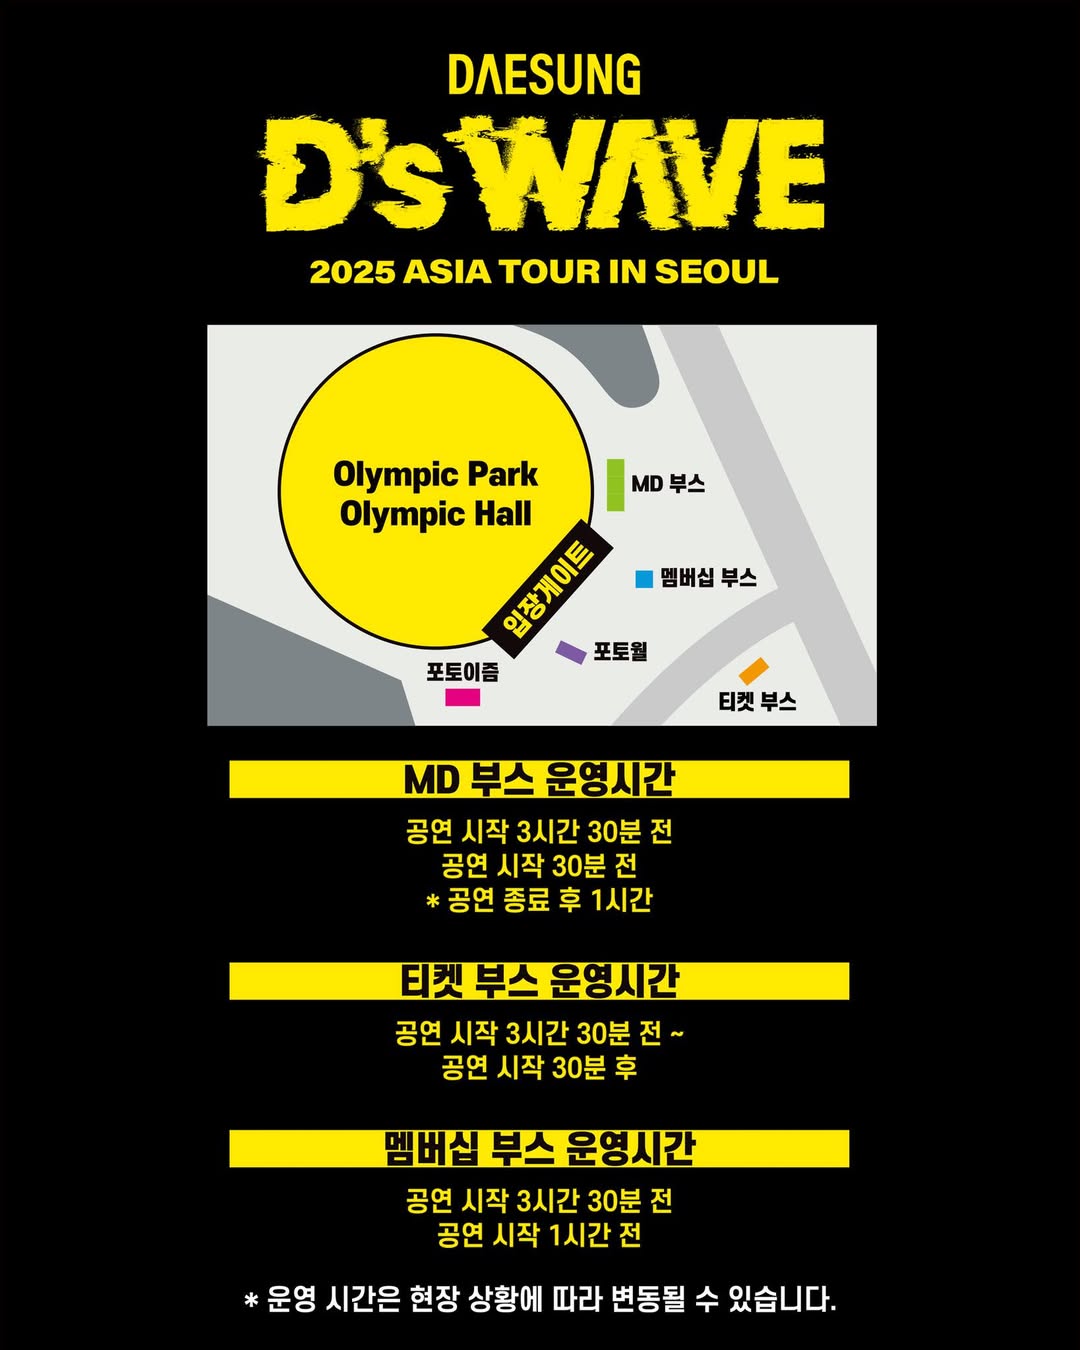 DAESUNG
D's WAVE
2025 ASIA TOUR IN SEOUL
Olympic Park
Olympic Hall
MD 부스
입장게이트
멤버십 부스
포토월
포토이즘
티켓 부스
MD 부스 운영시간
공연 시작 3시간 30분 전
공연 시작 30분 전
* 공연 종료 후 1시간
티켓 부스 운영시간
공연 시작 3시간 30분 전 ~
공연 시작 30분 후
멤버십 부스 운영시간
공연 시작 3시간 30분 전
공연 시작 1시간 전
* 운영 시간은 현장 상황에 따라 변동될 수 있습니다.